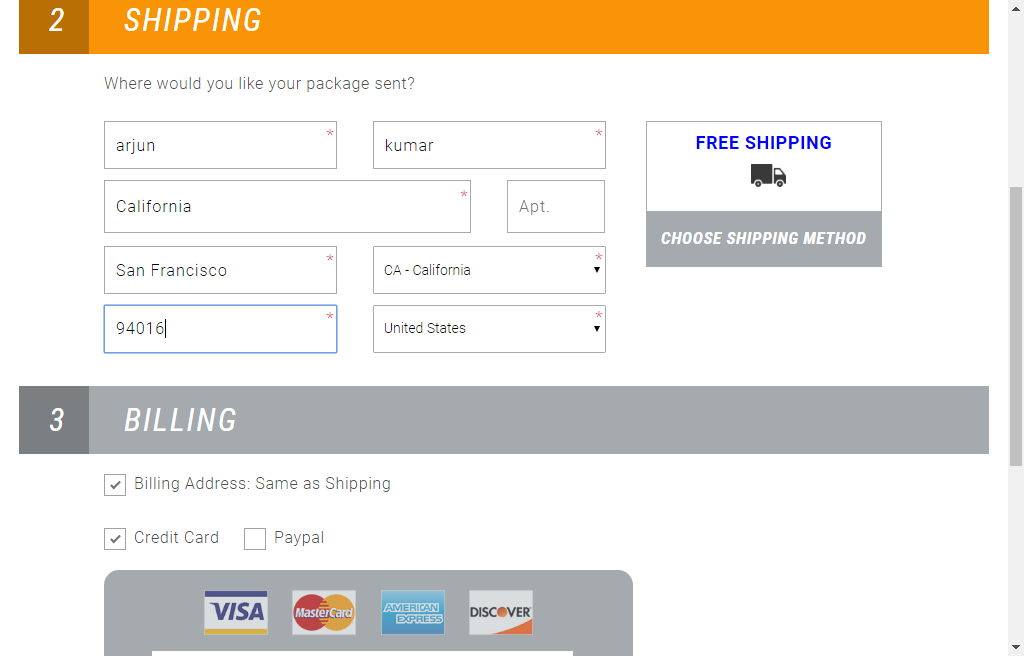 2 SHIPPING
Where would you like your package sent?
arjun * kumar *
FREE SHIPPING
California * Apt.
CHOOSE SHIPPING METHOD
San Francisco * CA - California *
94016 * United States *
3 BILLING
Billing Address: Same as Shipping
Credit Card Paypal
VISA MasterCard AMERICAN EXPRESS DISCOVER